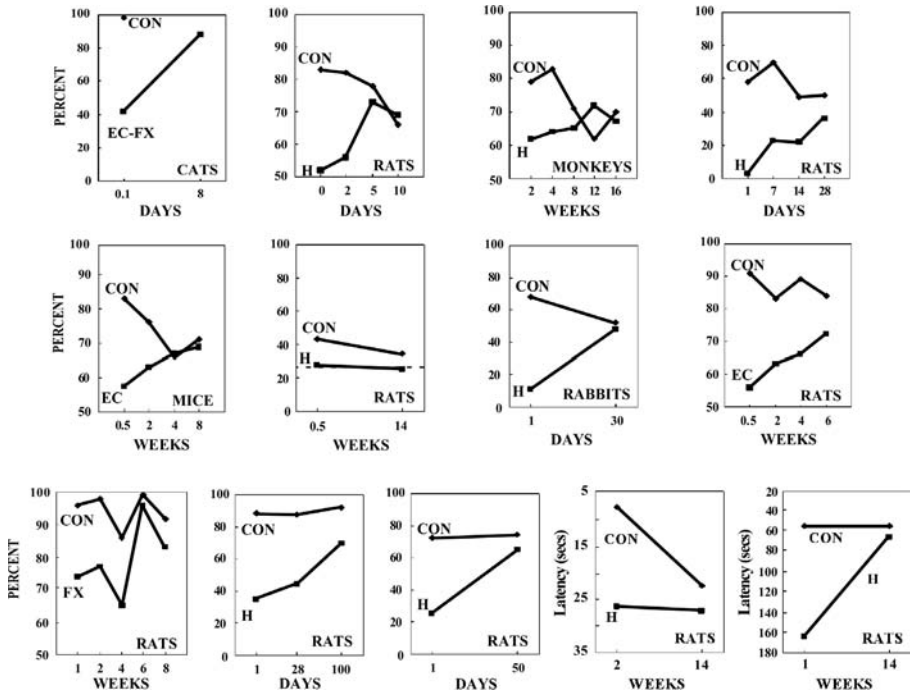 PERCENT
100
80
60
40
20
0
CON
EC-FX
CATS
0.1 8
DAYS
100
90
80
70
60
50
CON
H
RATS
0 2 5 10
DAYS
100
90
80
70
60
50
CON
H
MONKEYS
2 4 8 12 16
WEEKS
100
80
60
40
20
0
CON
H
RATS
1 7 14 28
DAYS
PERCENT
100
90
80
70
60
50
CON
EC
MICE
0.5 2 4 8
WEEKS
100
80
60
40
20
0
CON
H
RATS
0.5 14
WEEKS
100
80
60
40
20
0
CON
H
RABBITS
1 30
DAYS
100
90
80
70
60
50
CON
EC
RATS
0.5 2 4 6
WEEKS
PERCENT
100
90
80
70
60
50
CON
FX
RATS
1 2 4 6 8
WEEKS
100
80
60
40
20
0
CON
H
RATS
1 28 100
DAYS
100
80
60
40
20
0
CON
H
RATS
1 50
DAYS
Latency (secs)
5
15
25
35
CON
H
RATS
2 14
WEEKS
Latency (secs)
20
40
60
80
100
120
140
160
180
CON
H
RATS
1 14
WEEKS